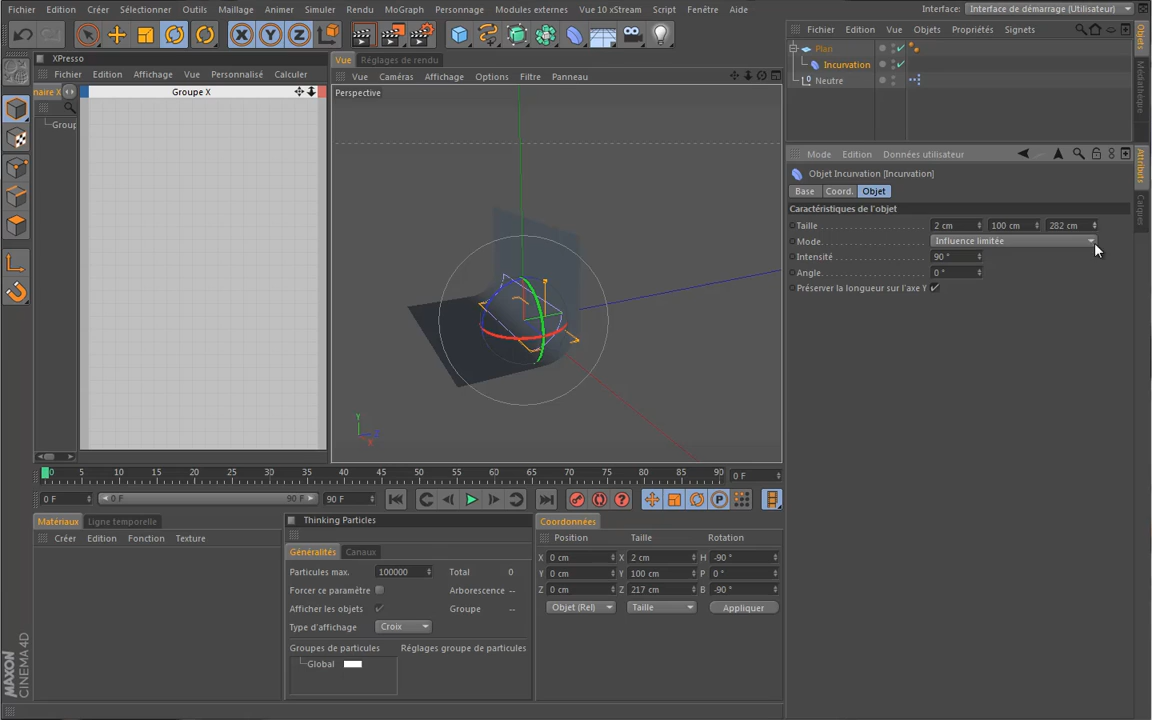 Fichier Edition Créer Sélectionner Outils Maillage Animer Simuler Rendu MoGraph Personnage Modules externes Vue 10 xStream Script Fenêtre Aide Interface: Interface de démarrage (Utilisateur)
XPresso
Fichier Edition Affichage Vue Personnalisé Calculer
naire X Groupe X
Group
Vue Réglages de rendu
Vue Caméras Affichage Options Filtre Panneau
Perspective
Y
X
Fichier Edition Vue Objets Propriétés Signets
Plan
Incurvation
Neutre
Objets
Médiathèque
Mode Edition Données utilisateur
Attributs
Calques
Objet Incurvation [Incurvation]
Base Coord. Objet
Caractéristiques de l'objet
Taille 2 cm 100 cm 282 cm
Mode Influence limitée
Intensité 90 °
Angle 0 °
Préserver la longueur sur l'axe Y
0 5 10 15 20 25 30 35 40 45 50 55 60 65 70 75 80 85 90 0 F
0 F 0 F 90 F 90 F
Matériaux Ligne temporelle
Créer Edition Fonction Texture
Thinking Particles
Généralités Canaux
Particules max. 100000 Total 0
Forcer ce paramètre Arborescence --
Afficher les objets Groupe --
Type d'affichage Croix
Groupes de particules Réglages groupe de particules
Global
Coordonnées
Position Taille Rotation
X 0 cm X 2 cm H -90 °
Y 0 cm Y 100 cm P 0 °
Z 0 cm Z 217 cm B -90 °
Objet (Rel) Taille Appliquer
MAXON
CINEMA 4D